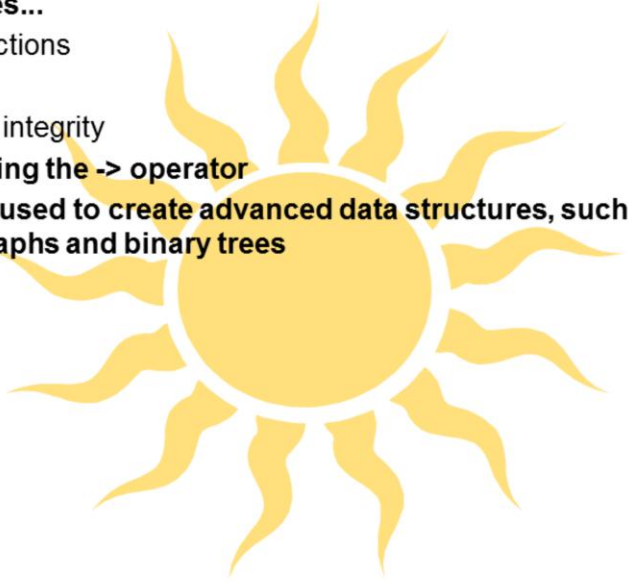 es...
ctions
integrity
ing the -> operator
used to create advanced data structures, such
aphs and binary trees